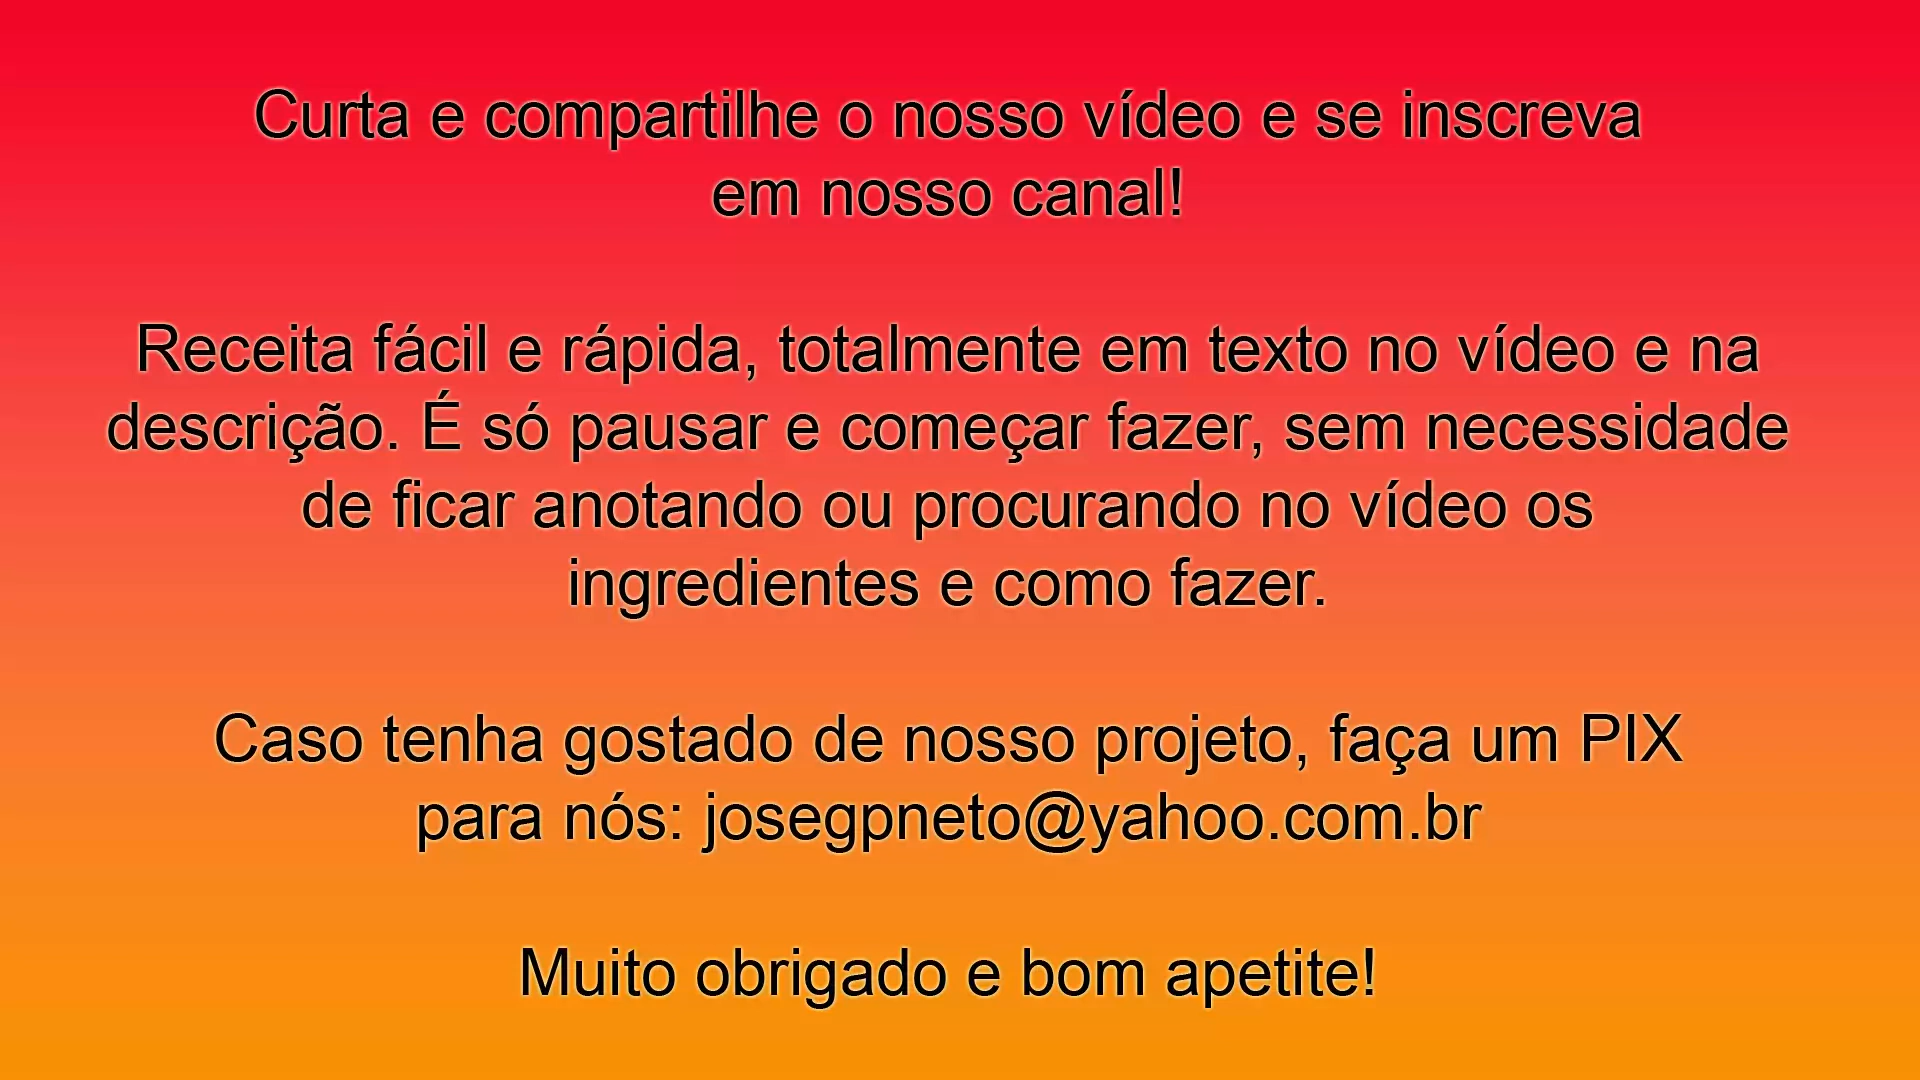 Curta e compartilhe o nosso vídeo e se inscreva
em nosso canal!
Receita fácil e rápida, totalmente em texto no vídeo e na
descrição. É só pausar e começar fazer, sem necessidade
de ficar anotando ou procurando no vídeo os
ingredientes e como fazer.
Caso tenha gostado de nosso projeto, faça um PIX
para nós: josegpneto@yahoo.com.br
Muito obrigado e bom apetite!